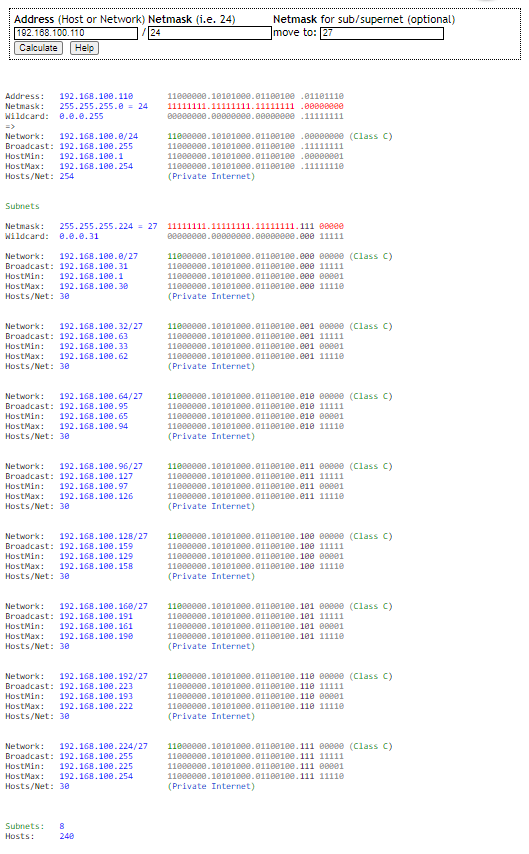 Address (Host or Network) Netmask (i.e. 24) Netmask for sub/supernet (optional)
192.168.100.110 / 24 move to: 27
Calculate Help
Address: 192.168.100.110 11000000.10101000.01100100 .01101110
Netmask: 255.255.255.0 = 24 11111111.11111111.11111111 .00000000
Wildcard: 0.0.0.255 00000000.00000000.00000000 .11111111
=>
Network: 192.168.100.0/24 11000000.10101000.01100100 .00000000 (Class C)
Broadcast: 192.168.100.255 11000000.10101000.01100100 .11111111
HostMin: 192.168.100.1 11000000.10101000.01100100 .00000001
HostMax: 192.168.100.254 11000000.10101000.01100100 .11111110
Hosts/Net: 254 (Private Internet)
Subnets
Netmask: 255.255.255.224 = 27 11111111.11111111.11111111.111 00000
Wildcard: 0.0.0.31 00000000.00000000.00000000.000 11111
Network: 192.168.100.0/27 11000000.10101000.01100100.000 00000 (Class C)
Broadcast: 192.168.100.31 11000000.10101000.01100100.000 11111
HostMin: 192.168.100.1 11000000.10101000.01100100.000 00001
HostMax: 192.168.100.30 11000000.10101000.01100100.000 11110
Hosts/Net: 30 (Private Internet)
Network: 192.168.100.32/27 11000000.10101000.01100100.001 00000 (Class C)
Broadcast: 192.168.100.63 11000000.10101000.01100100.001 11111
HostMin: 192.168.100.33 11000000.10101000.01100100.001 00001
HostMax: 192.168.100.62 11000000.10101000.01100100.001 11110
Hosts/Net: 30 (Private Internet)
Network: 192.168.100.64/27 11000000.10101000.01100100.010 00000 (Class C)
Broadcast: 192.168.100.95 11000000.10101000.01100100.010 11111
HostMin: 192.168.100.65 11000000.10101000.01100100.010 00001
HostMax: 192.168.100.94 11000000.10101000.01100100.010 11110
Hosts/Net: 30 (Private Internet)
Network: 192.168.100.96/27 11000000.10101000.01100100.011 00000 (Class C)
Broadcast: 192.168.100.127 11000000.10101000.01100100.011 11111
HostMin: 192.168.100.97 11000000.10101000.01100100.011 00001
HostMax: 192.168.100.126 11000000.10101000.01100100.011 11110
Hosts/Net: 30 (Private Internet)
Network: 192.168.100.128/27 11000000.10101000.01100100.100 00000 (Class C)
Broadcast: 192.168.100.159 11000000.10101000.01100100.100 11111
HostMin: 192.168.100.129 11000000.10101000.01100100.100 00001
HostMax: 192.168.100.158 11000000.10101000.01100100.100 11110
Hosts/Net: 30 (Private Internet)
Network: 192.168.100.160/27 11000000.10101000.01100100.101 00000 (Class C)
Broadcast: 192.168.100.191 11000000.10101000.01100100.101 11111
HostMin: 192.168.100.161 11000000.10101000.01100100.101 00001
HostMax: 192.168.100.190 11000000.10101000.01100100.101 11110
Hosts/Net: 30 (Private Internet)
Network: 192.168.100.192/27 11000000.10101000.01100100.110 00000 (Class C)
Broadcast: 192.168.100.223 11000000.10101000.01100100.110 11111
HostMin: 192.168.100.193 11000000.10101000.01100100.110 00001
HostMax: 192.168.100.222 11000000.10101000.01100100.110 11110
Hosts/Net: 30 (Private Internet)
Network: 192.168.100.224/27 11000000.10101000.01100100.111 00000 (Class C)
Broadcast: 192.168.100.255 11000000.10101000.01100100.111 11111
HostMin: 192.168.100.225 11000000.10101000.01100100.111 00001
HostMax: 192.168.100.254 11000000.10101000.01100100.111 11110
Hosts/Net: 30 (Private Internet)
Subnets: 8
Hosts: 240